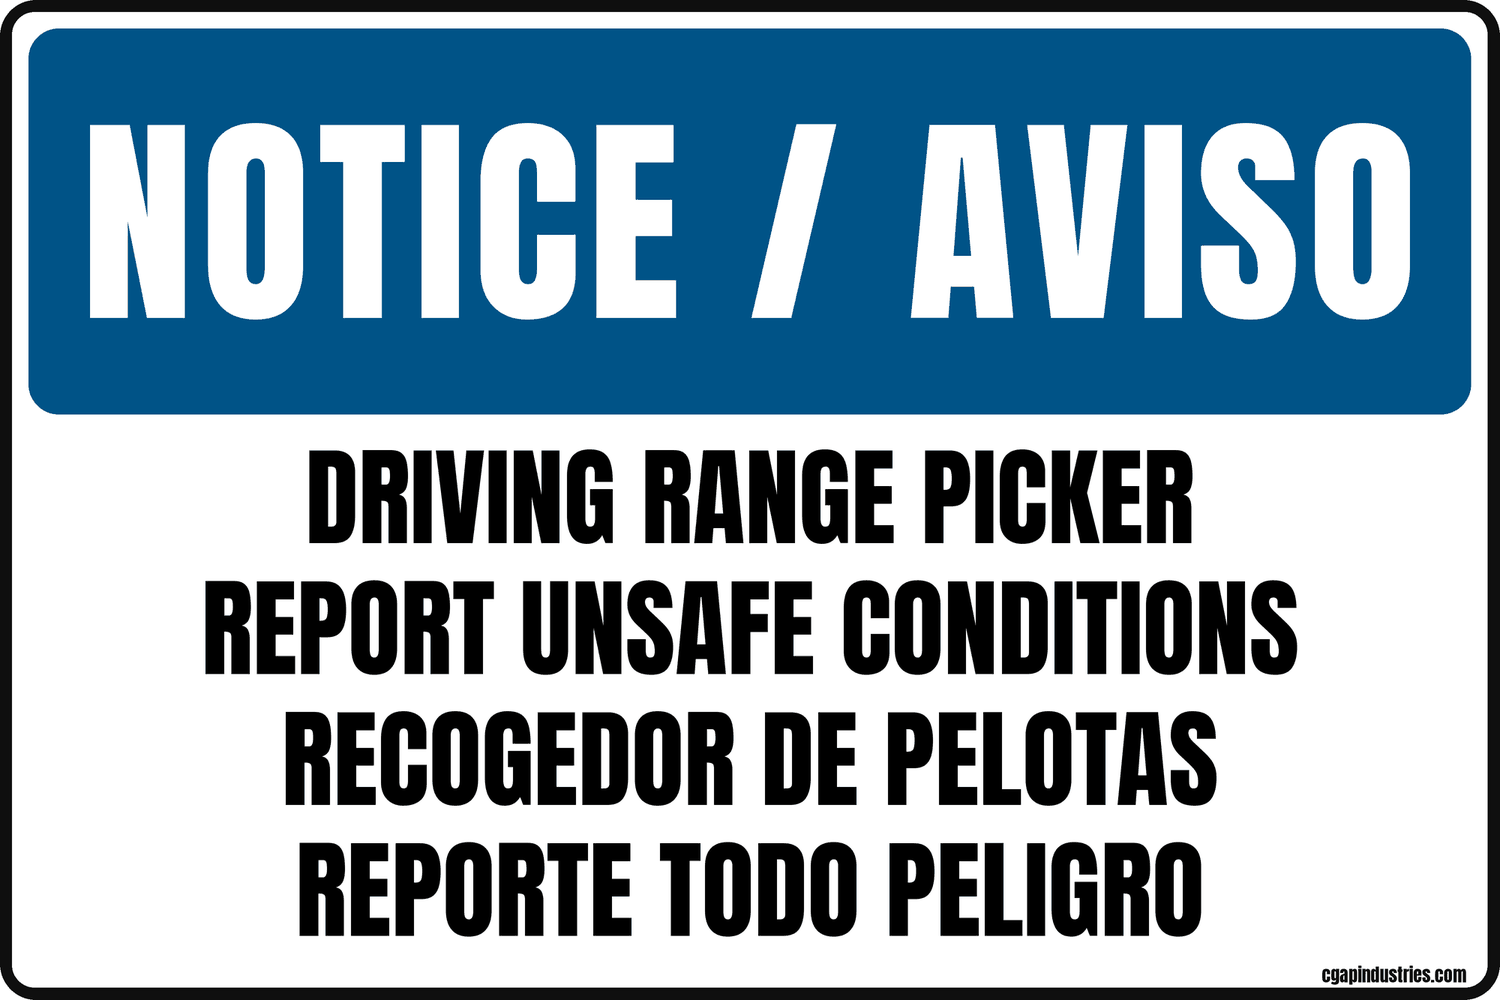 NOTICE / AVISO
DRIVING RANGE PICKER
REPORT UNSAFE CONDITIONS
RECOGEDOR DE PELOTAS
REPORTE TODO PELIGRO
cgapindustries.com